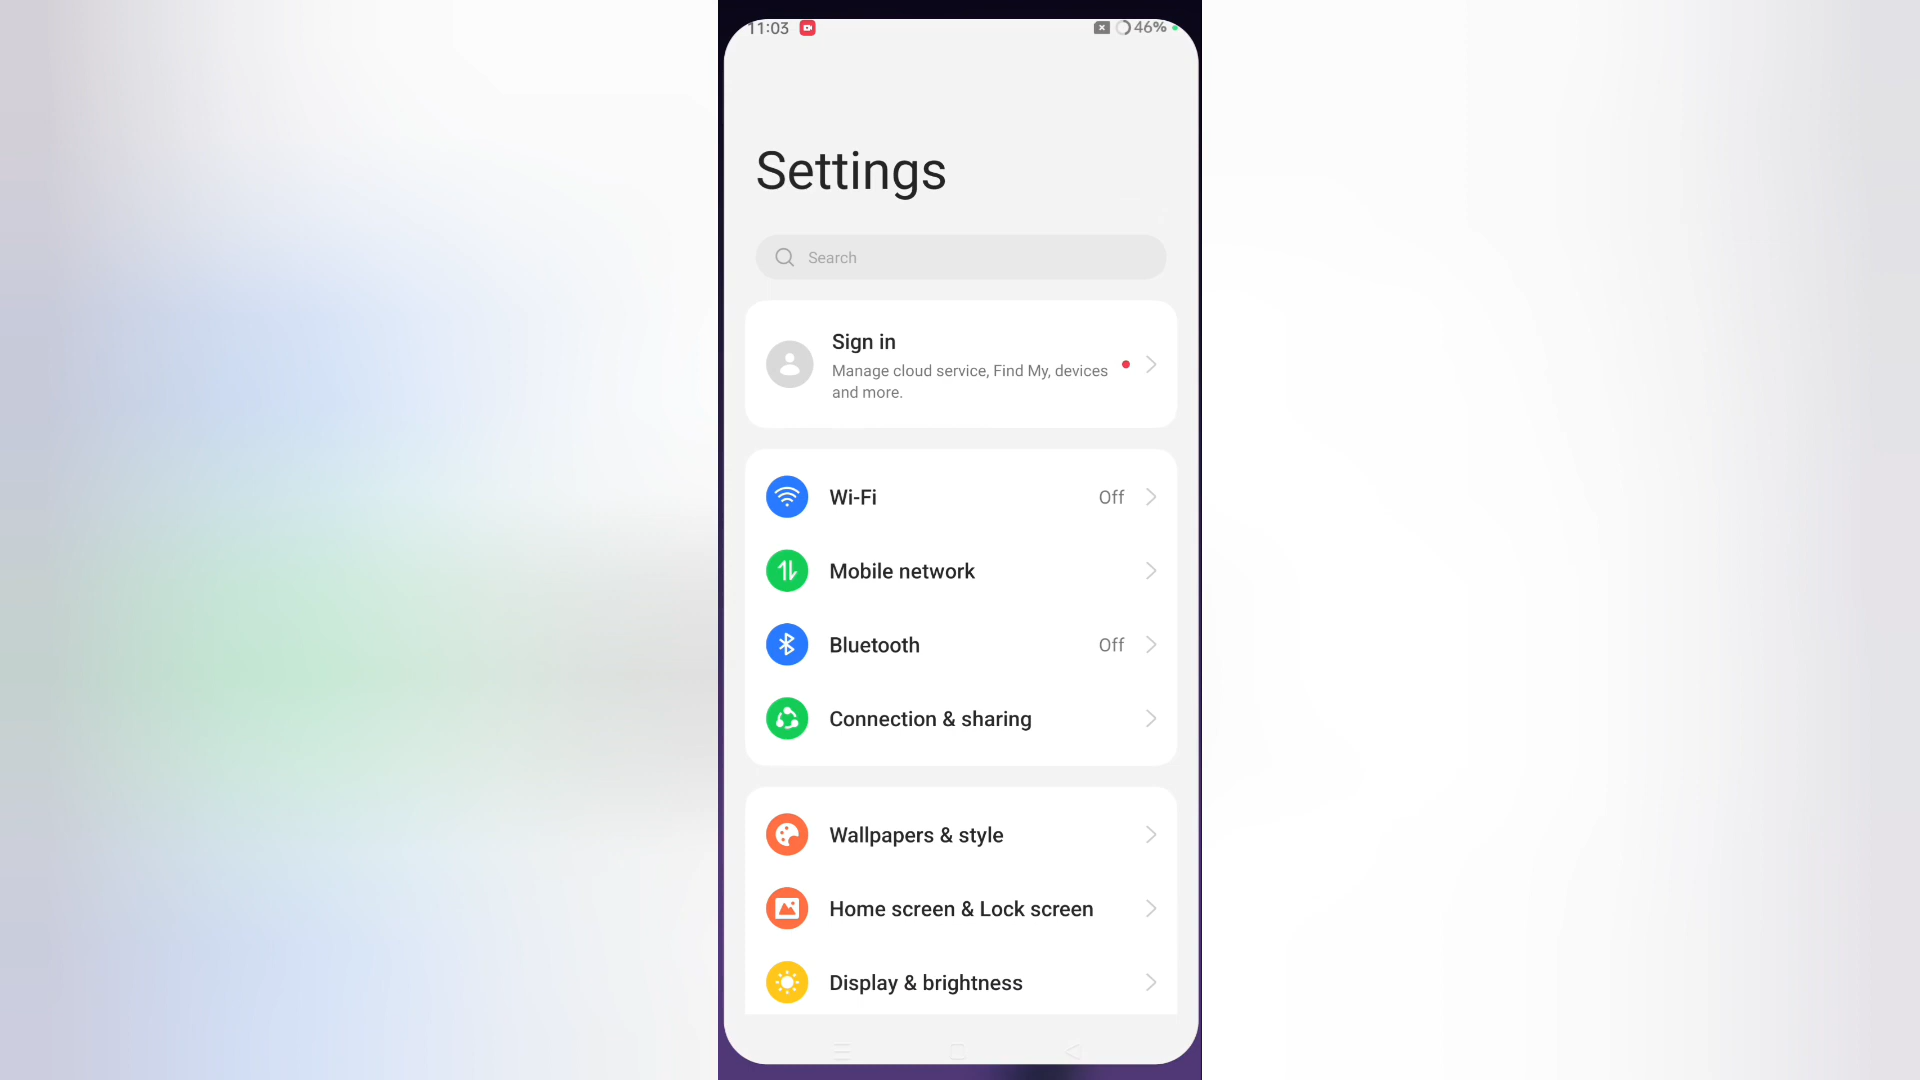 11:03
46%
Settings
Search
Sign in
Manage cloud service, Find My, devices
and more.
Wi-Fi
Off
Mobile network
Bluetooth
Off
Connection & sharing
Wallpapers & style
Home screen & Lock screen
Display & brightness